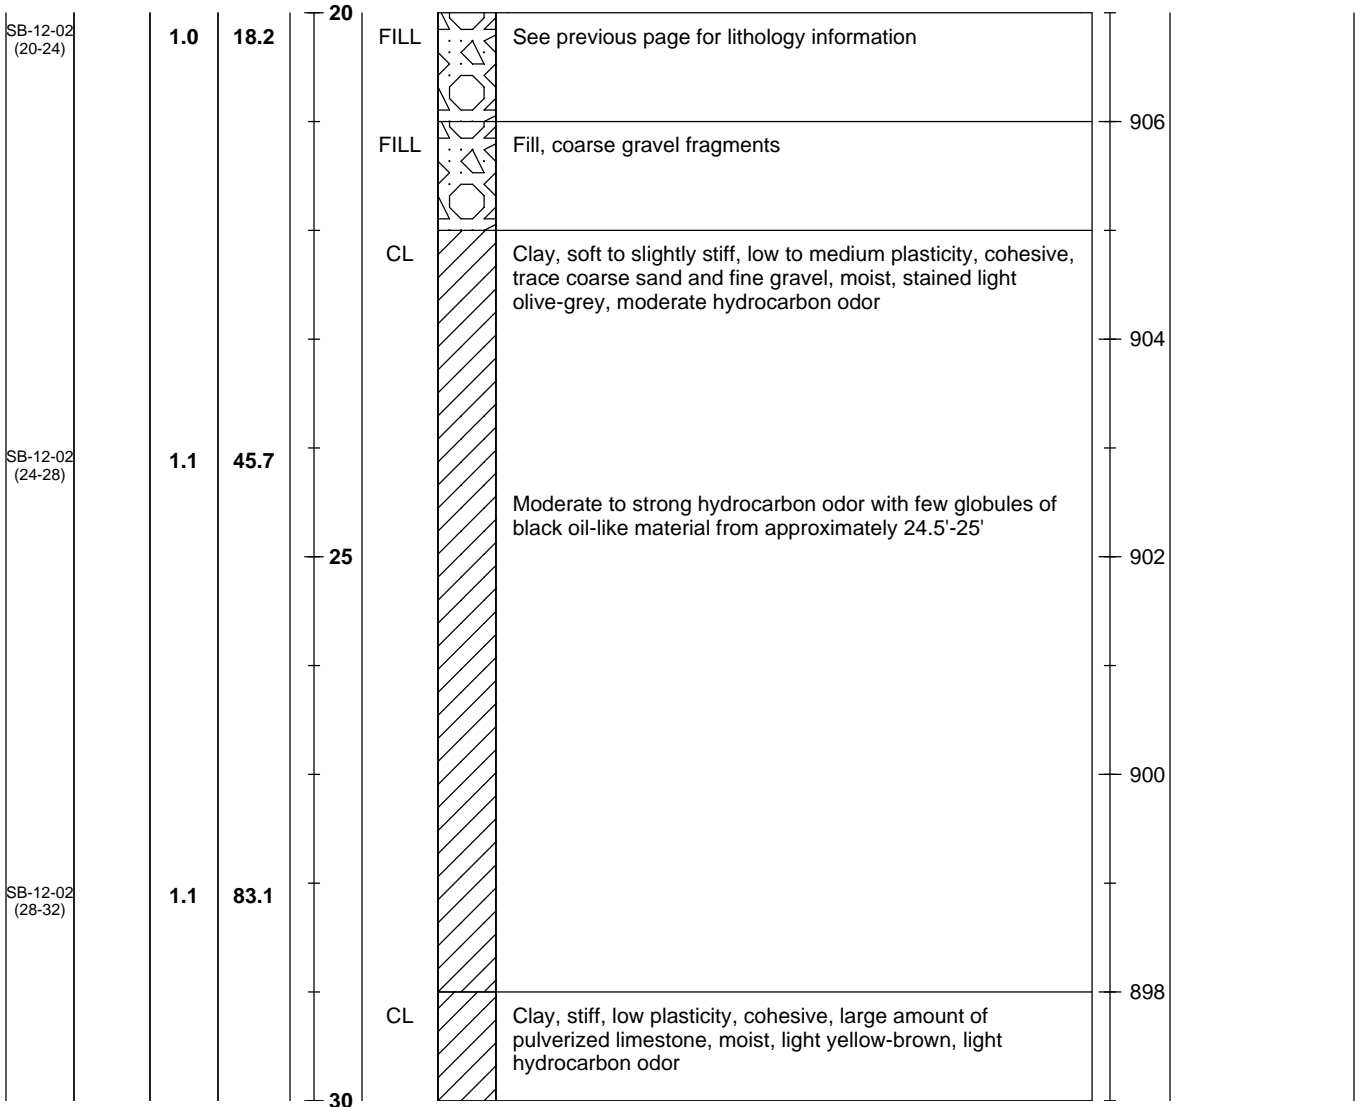 20
SB-12-02
(20-24)
1.0
18.2
FILL
See previous page for lithology information
906
FILL
Fill, coarse gravel fragments
CL
Clay, soft to slightly stiff, low to medium plasticity, cohesive,
trace coarse sand and fine gravel, moist, stained light
olive-grey, moderate hydrocarbon odor
904
SB-12-02
(24-28)
1.1
45.7
Moderate to strong hydrocarbon odor with few globules of
black oil-like material from approximately 24.5'-25'
25
902
900
SB-12-02
(28-32)
1.1
83.1
898
CL
Clay, stiff, low plasticity, cohesive, large amount of
pulverized limestone, moist, light yellow-brown, light
hydrocarbon odor
30